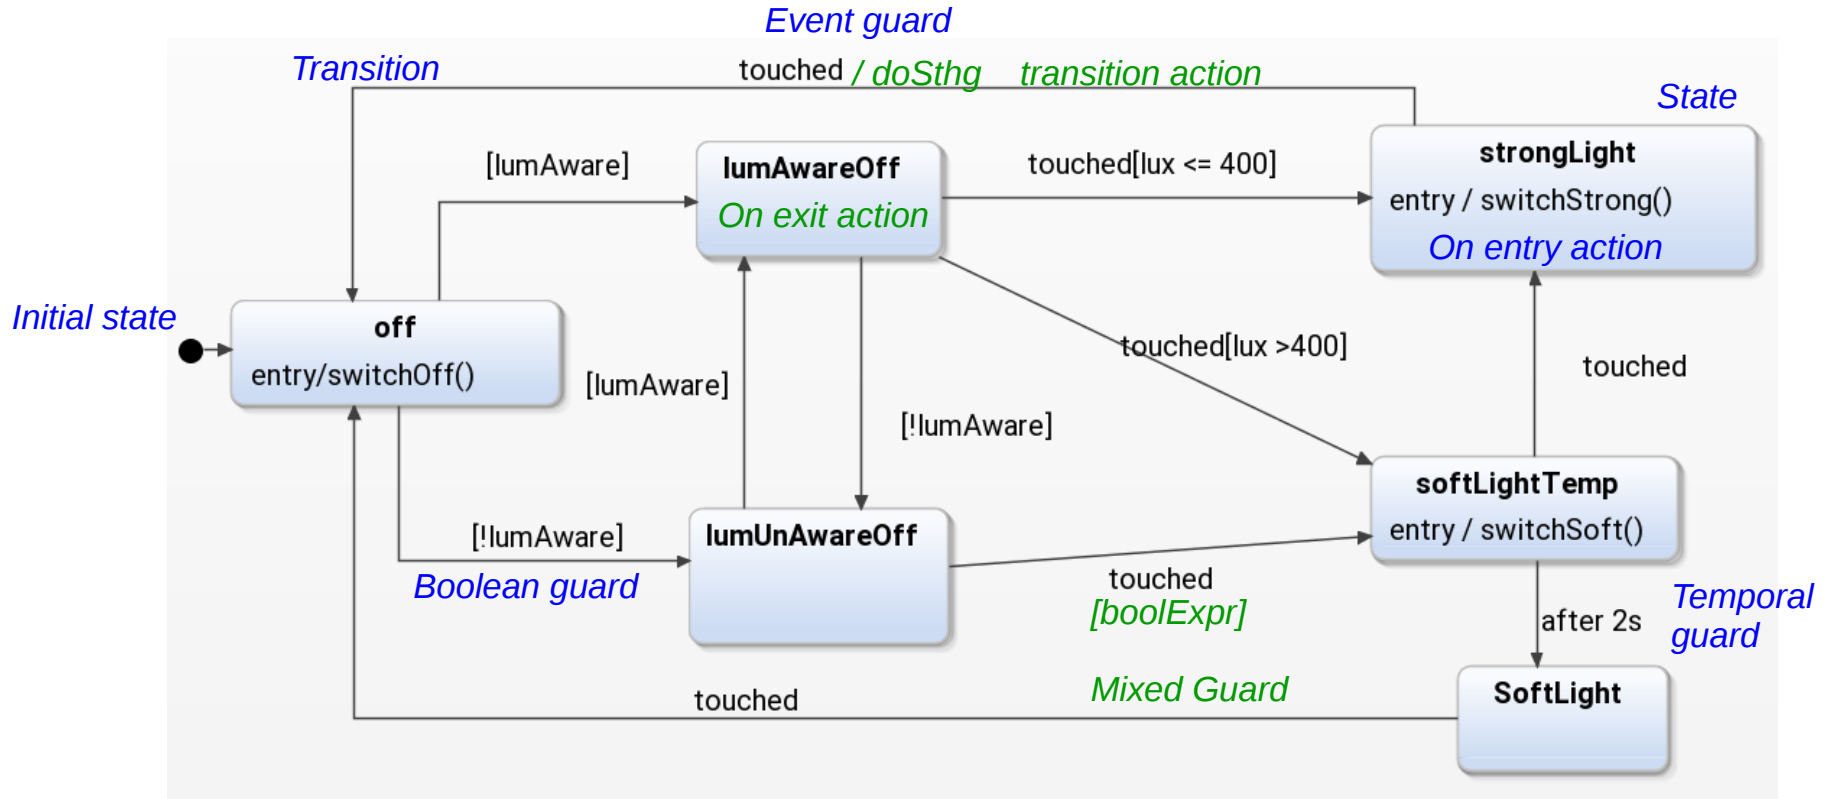 Event guard
Transition
touched / doSthg transition action
State
[lumAware]
lumAwareOff
On exit action
touched[lux <= 400]
strongLight
entry / switchStrong()
On entry action
Initial state
off
entry/switchOff()
[lumAware]
[!lumAware]
touched[lux >400]
touched
softLightTemp
entry / switchSoft()
[!lumAware]
Boolean guard
lumUnAwareOff
touched
[boolExpr]
after 2s
Temporal
guard
Mixed Guard
touched
SoftLight